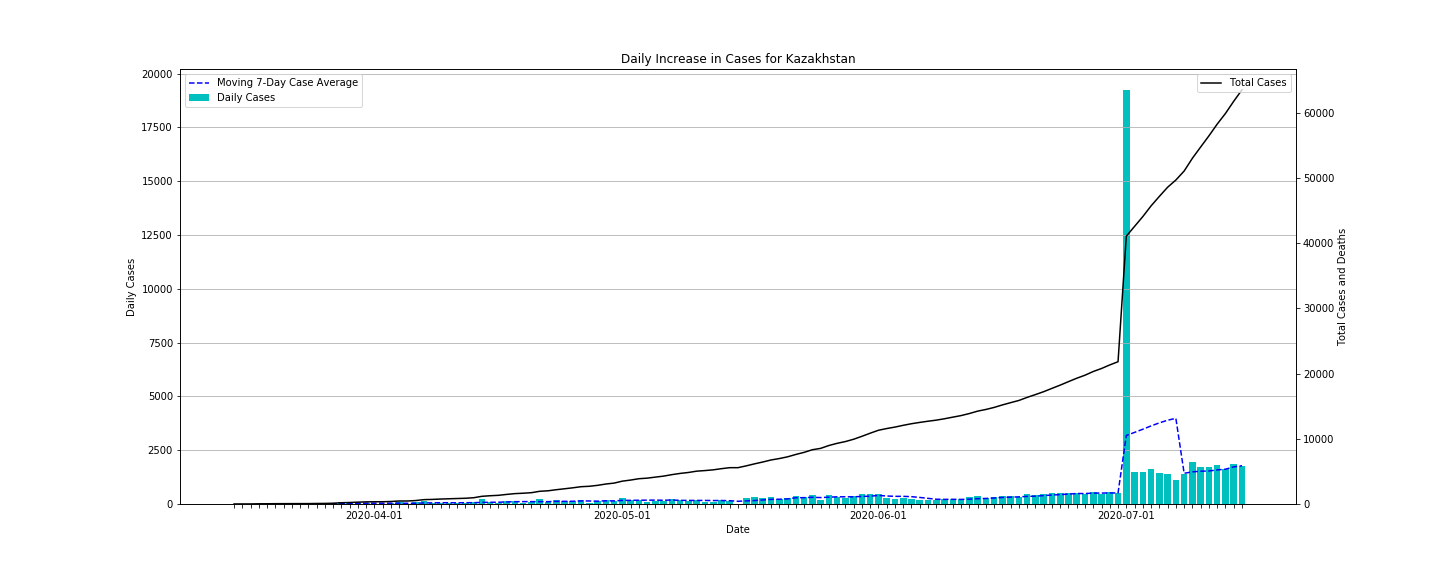 Daily Increase in Cases for Kazakhstan
Moving 7-Day Case Average
Daily Cases
Total Cases
20000
17500
15000
12500
10000
7500
5000
2500
0
Daily Cases
60000
50000
40000
30000
20000
10000
0
Total Cases and Deaths
2020-04-01
2020-05-01
2020-06-01
2020-07-01
Date